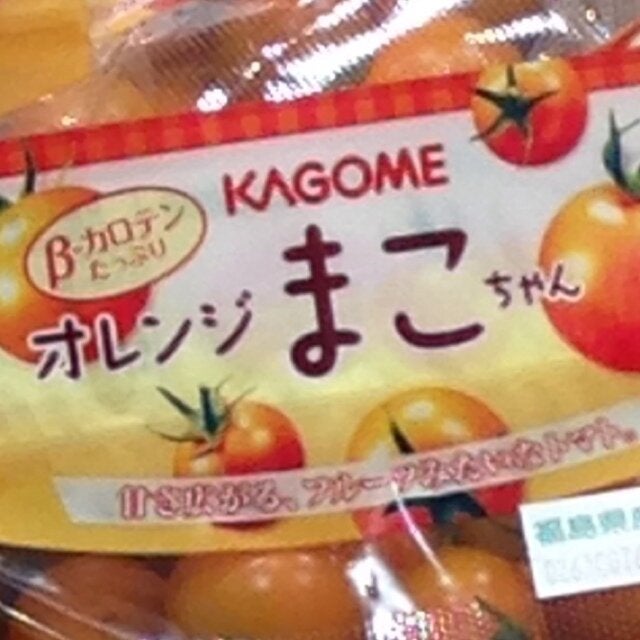 KAGOME
β-カロテン
たっぷり
オレンジまこちゃん
甘さ広がる、フルーツみたいなトマト。
福島県